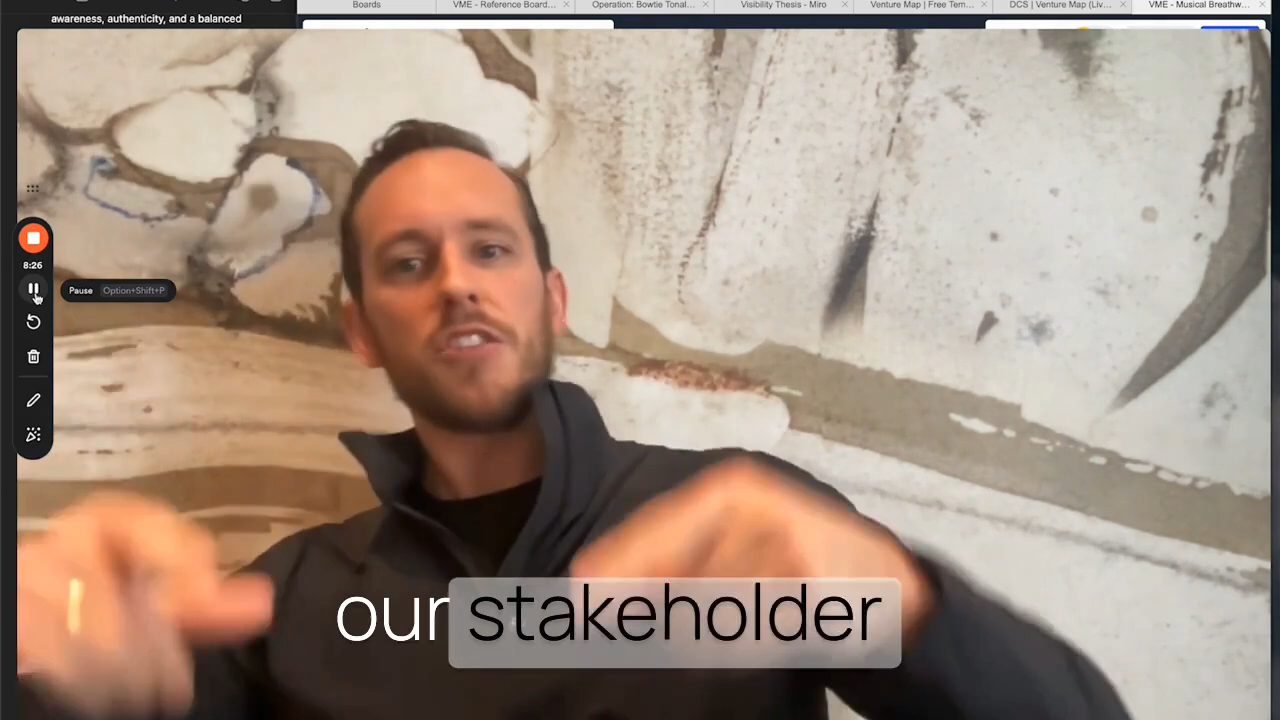 Boards
VME - Reference Board...
Operation: Bowtie Tonal...
Visibility Thesis - Miro
Venture Map | Free Tem...
DCS | Venture Map (Liv...
VME - Musical Breathw...
awareness, authenticity, and a balanced
8:26
Pause Option+Shift+P
our stakeholder